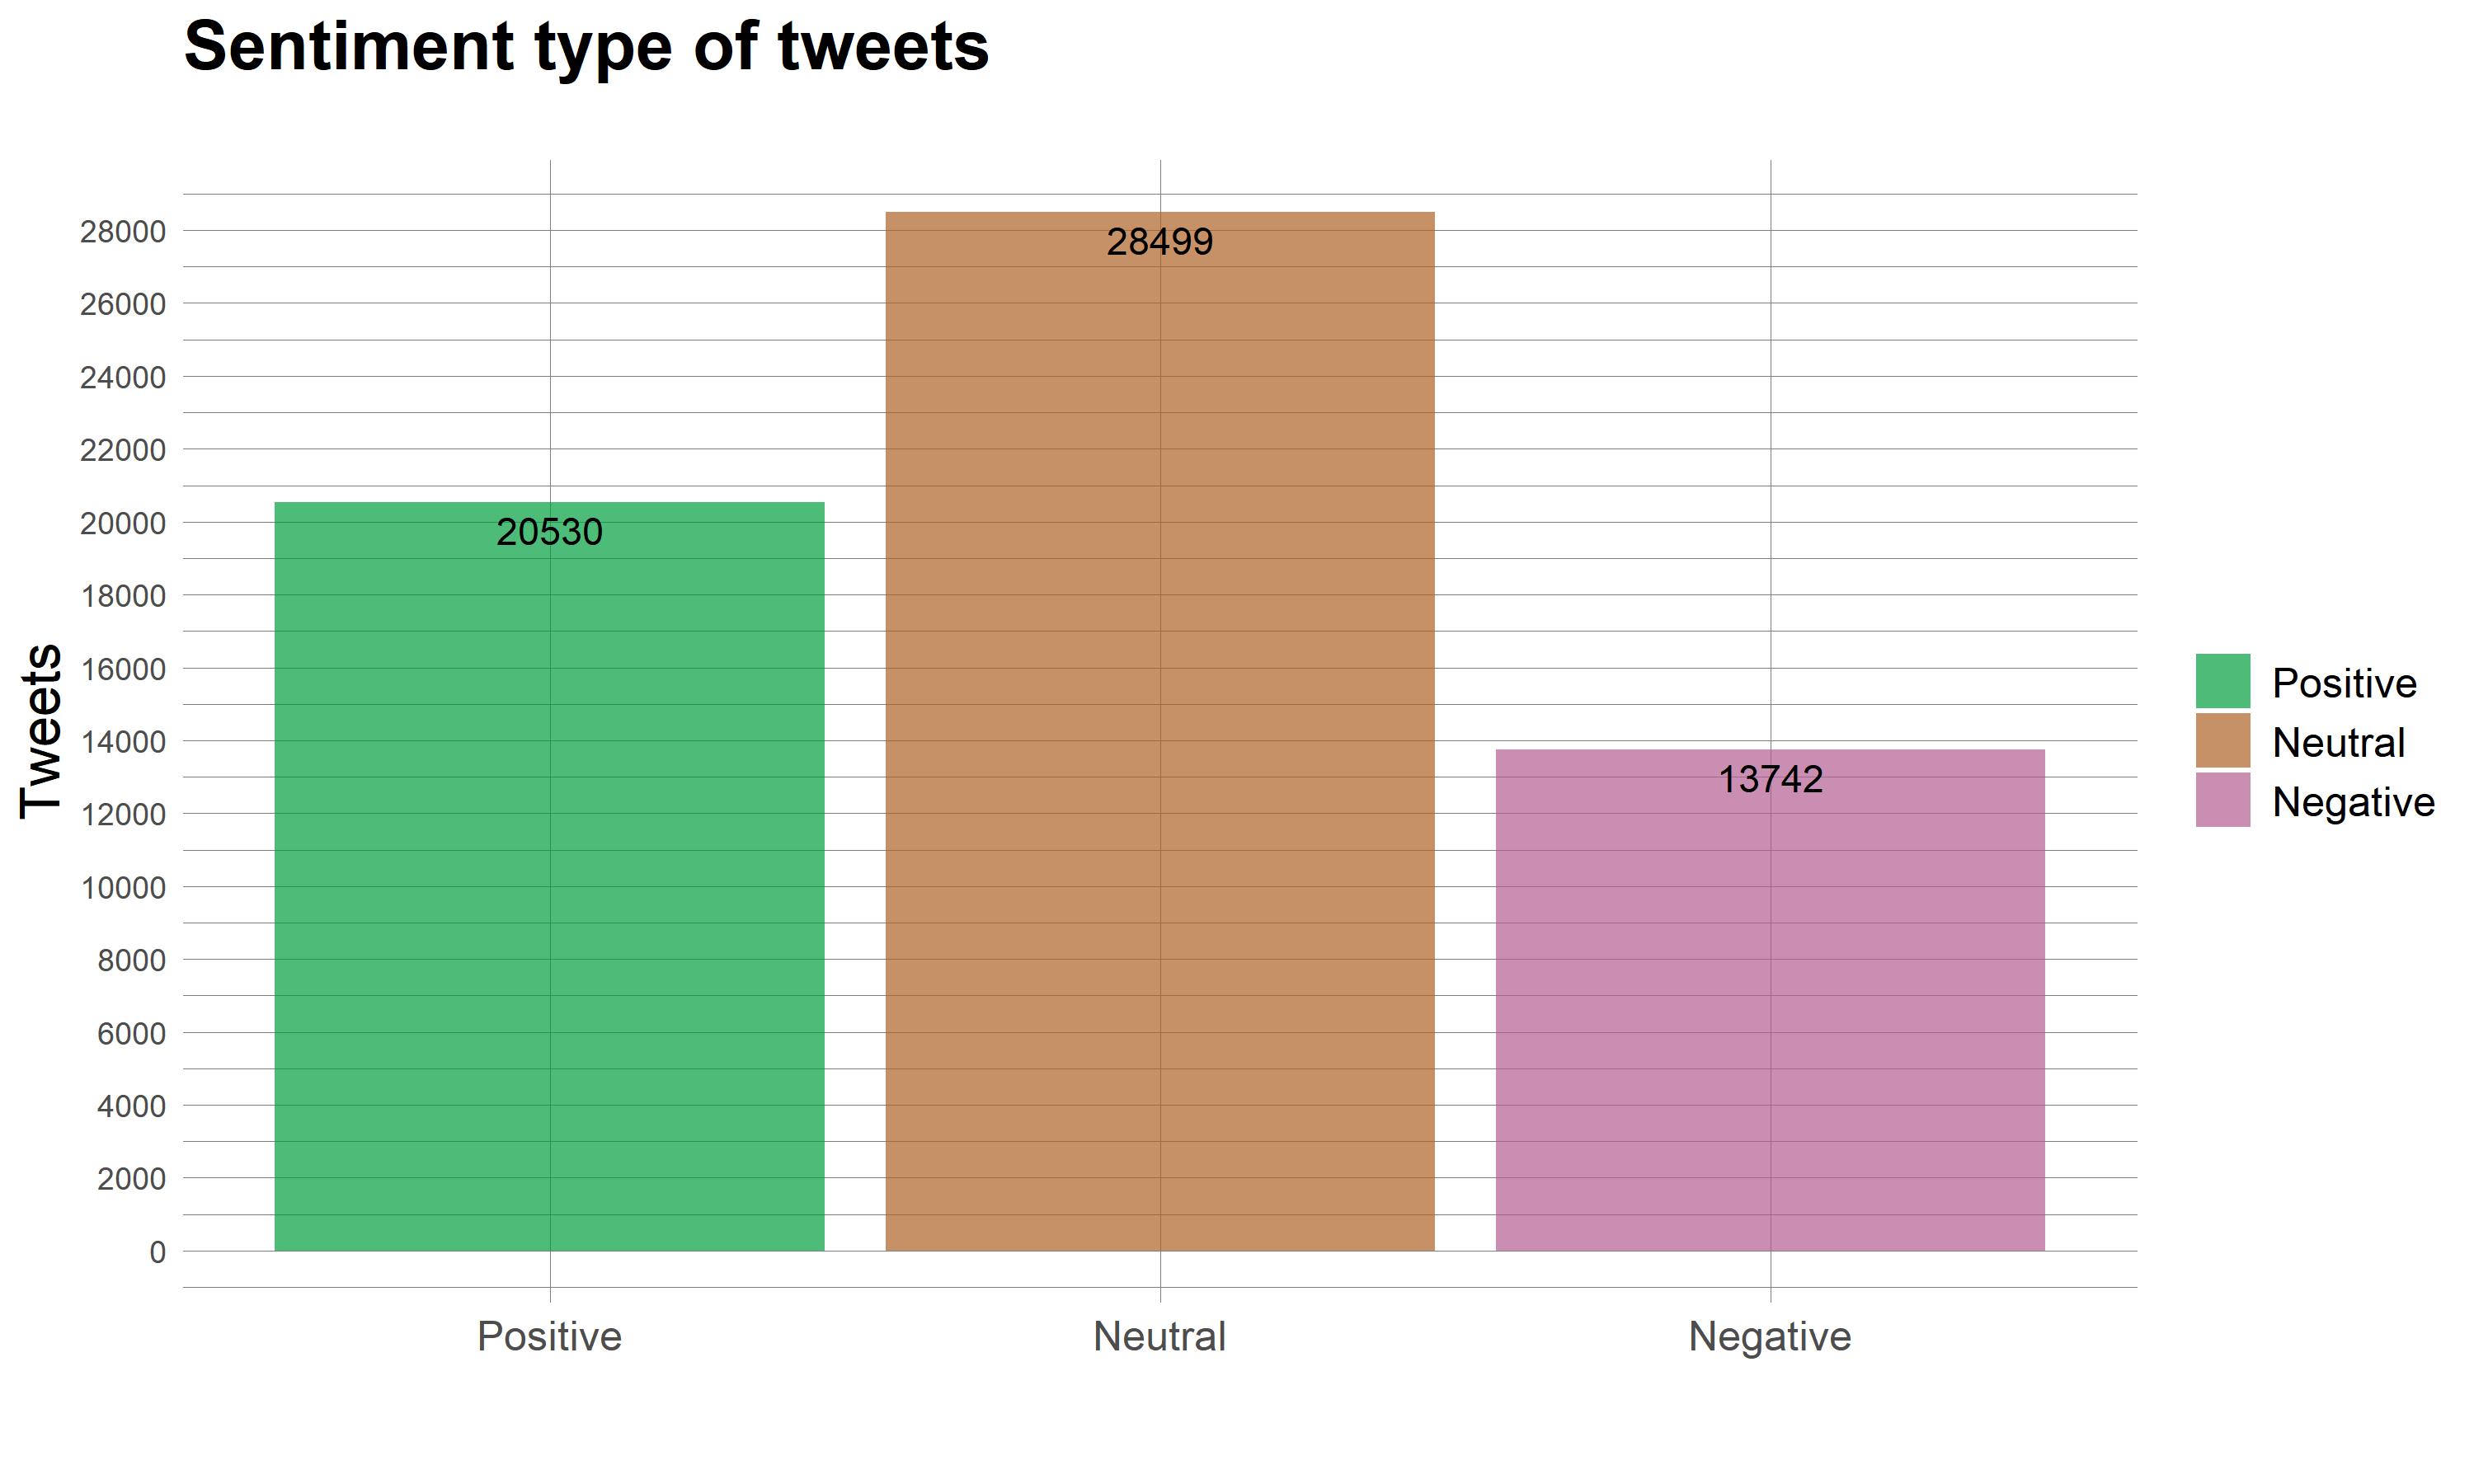 Sentiment type of tweets
Tweets
28000
26000
24000
22000
20000
18000
16000
14000
12000
10000
8000
6000
4000
2000
0
20530
28499
13742
Positive
Neutral
Negative
Positive
Neutral
Negative